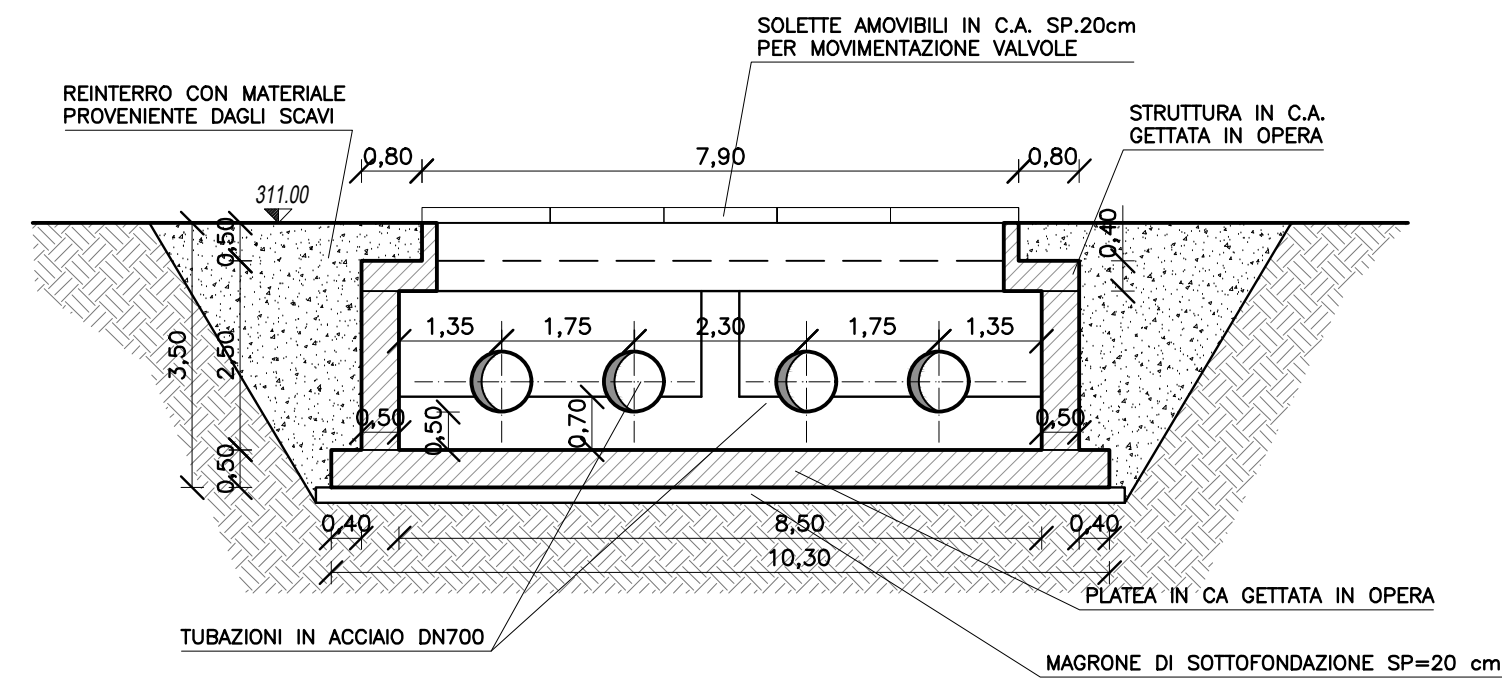 SOLETTE AMOVIBILI IN C.A. SP.20cm
PER MOVIMENTAZIONE VALVOLE
REINTERRO CON MATERIALE
PROVENIENTE DAGLI SCAVI
STRUTTURA IN C.A.
GETTATA IN OPERA
0,80
7,90
0,80
311.00
0,50
0,40
1,35
1,75
2,30
1,75
1,35
3,50
2,50
0,50
0,50
0,70
0,50
0,50
0,40
8,50
0,40
10,30
PLATEA IN CA GETTATA IN OPERA
TUBAZIONI IN ACCIAIO DN700
MAGRONE DI SOTTOFONDAZIONE SP=20 cm